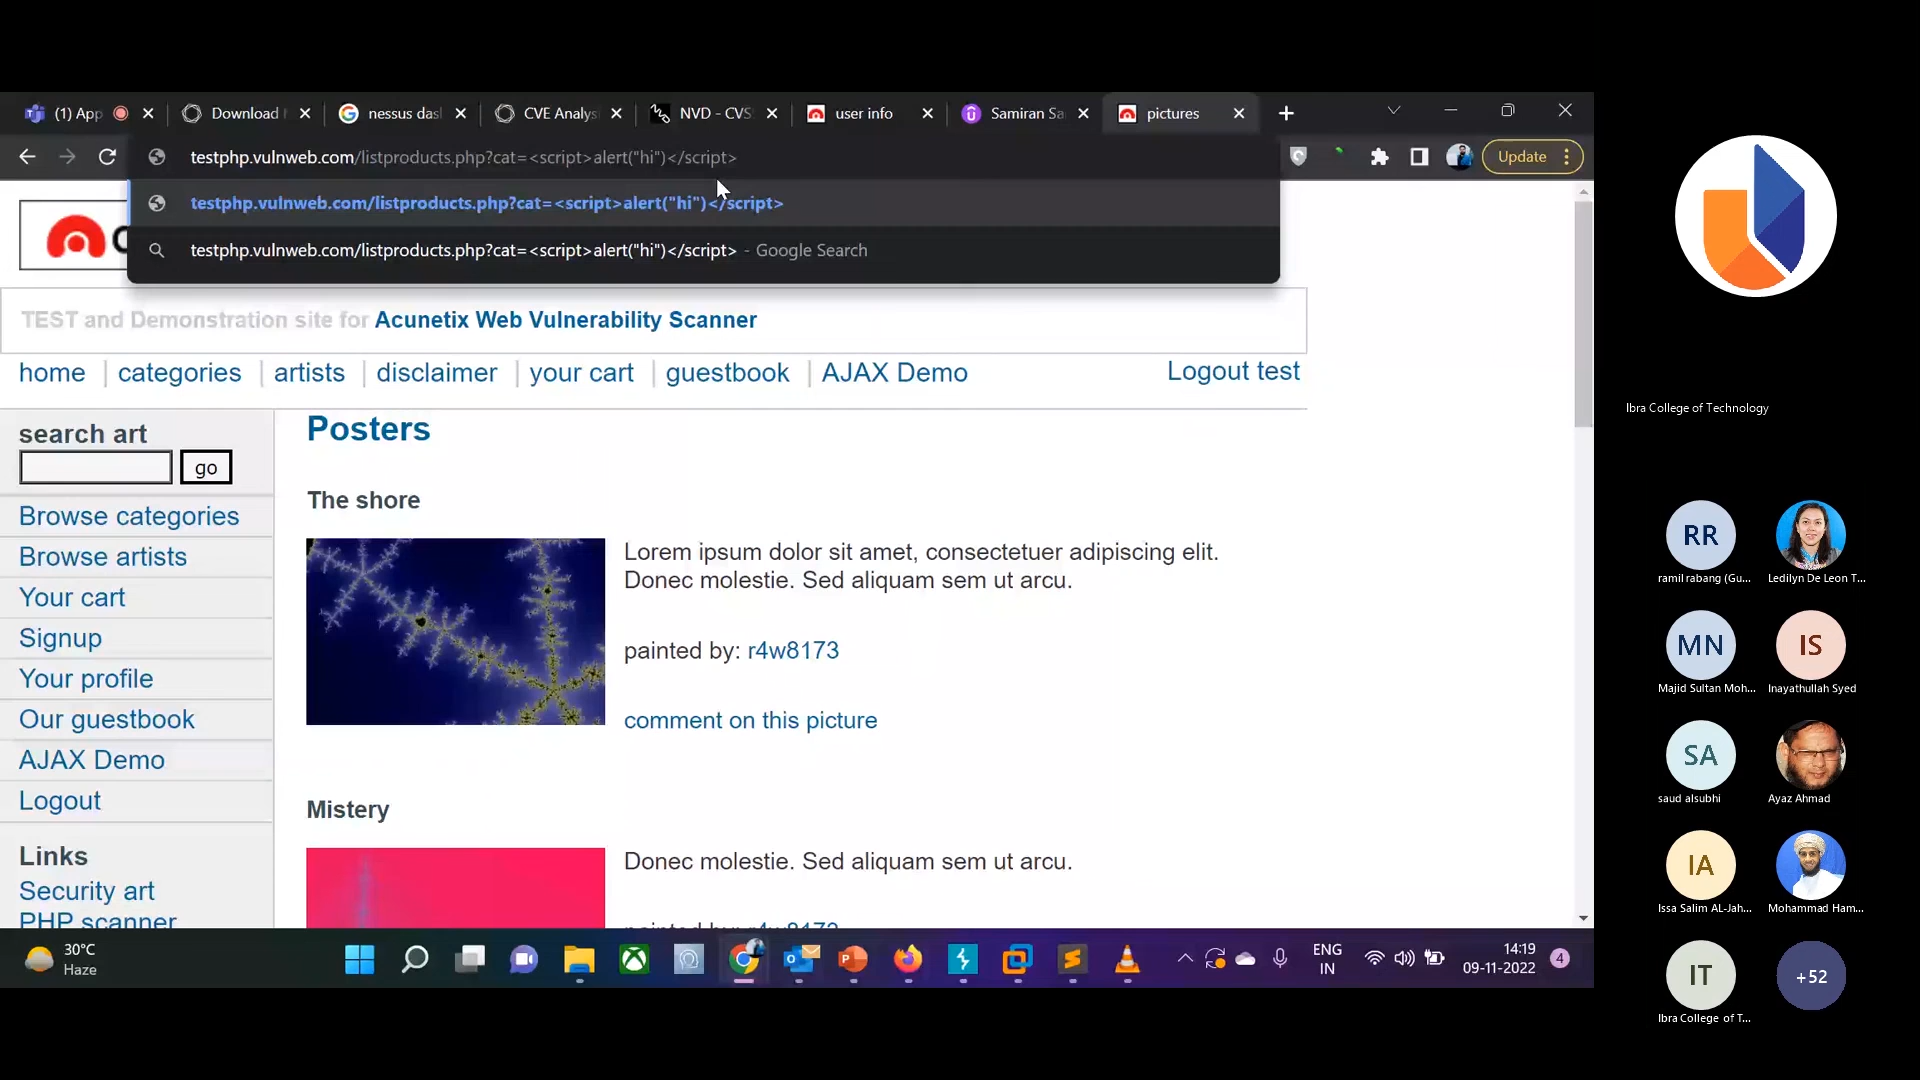 (1) App
Download
nessus das
CVE Analys
NVD - CVS
user info
Samiran Sa
pictures
testphp.vulnweb.com/listproducts.php?cat=<script>alert("hi")</script>
Update
testphp.vulnweb.com/listproducts.php?cat=<script>alert("hi")</script>
testphp.vulnweb.com/listproducts.php?cat=<script>alert("hi")</script> - Google Search
TEST and Demonstration site for Acunetix Web Vulnerability Scanner
home | categories | artists | disclaimer | your cart | guestbook | AJAX Demo
Logout test
search art
go
Browse categories
Browse artists
Your cart
Signup
Your profile
Our guestbook
AJAX Demo
Logout
Links
Security art
PHP scanner
Posters
The shore
Lorem ipsum dolor sit amet, consectetuer adipiscing elit.
Donec molestie. Sed aliquam sem ut arcu.
painted by: r4w8173
comment on this picture
Mistery
Donec molestie. Sed aliquam sem ut arcu.
painted by: r4w8173
30°C
Haze
ENG
IN
14:19
09-11-2022
4
Ibra College of Technology
RR
ramil rabang (Gu...
Ledilyn De Leon T...
MN
Majid Sultan Moh...
IS
Inayathullah Syed
SA
saud alsubhi
Ayaz Ahmad
IA
Issa Salim AL-Jah...
Mohammad Ham...
IT
Ibra College of T...
+52